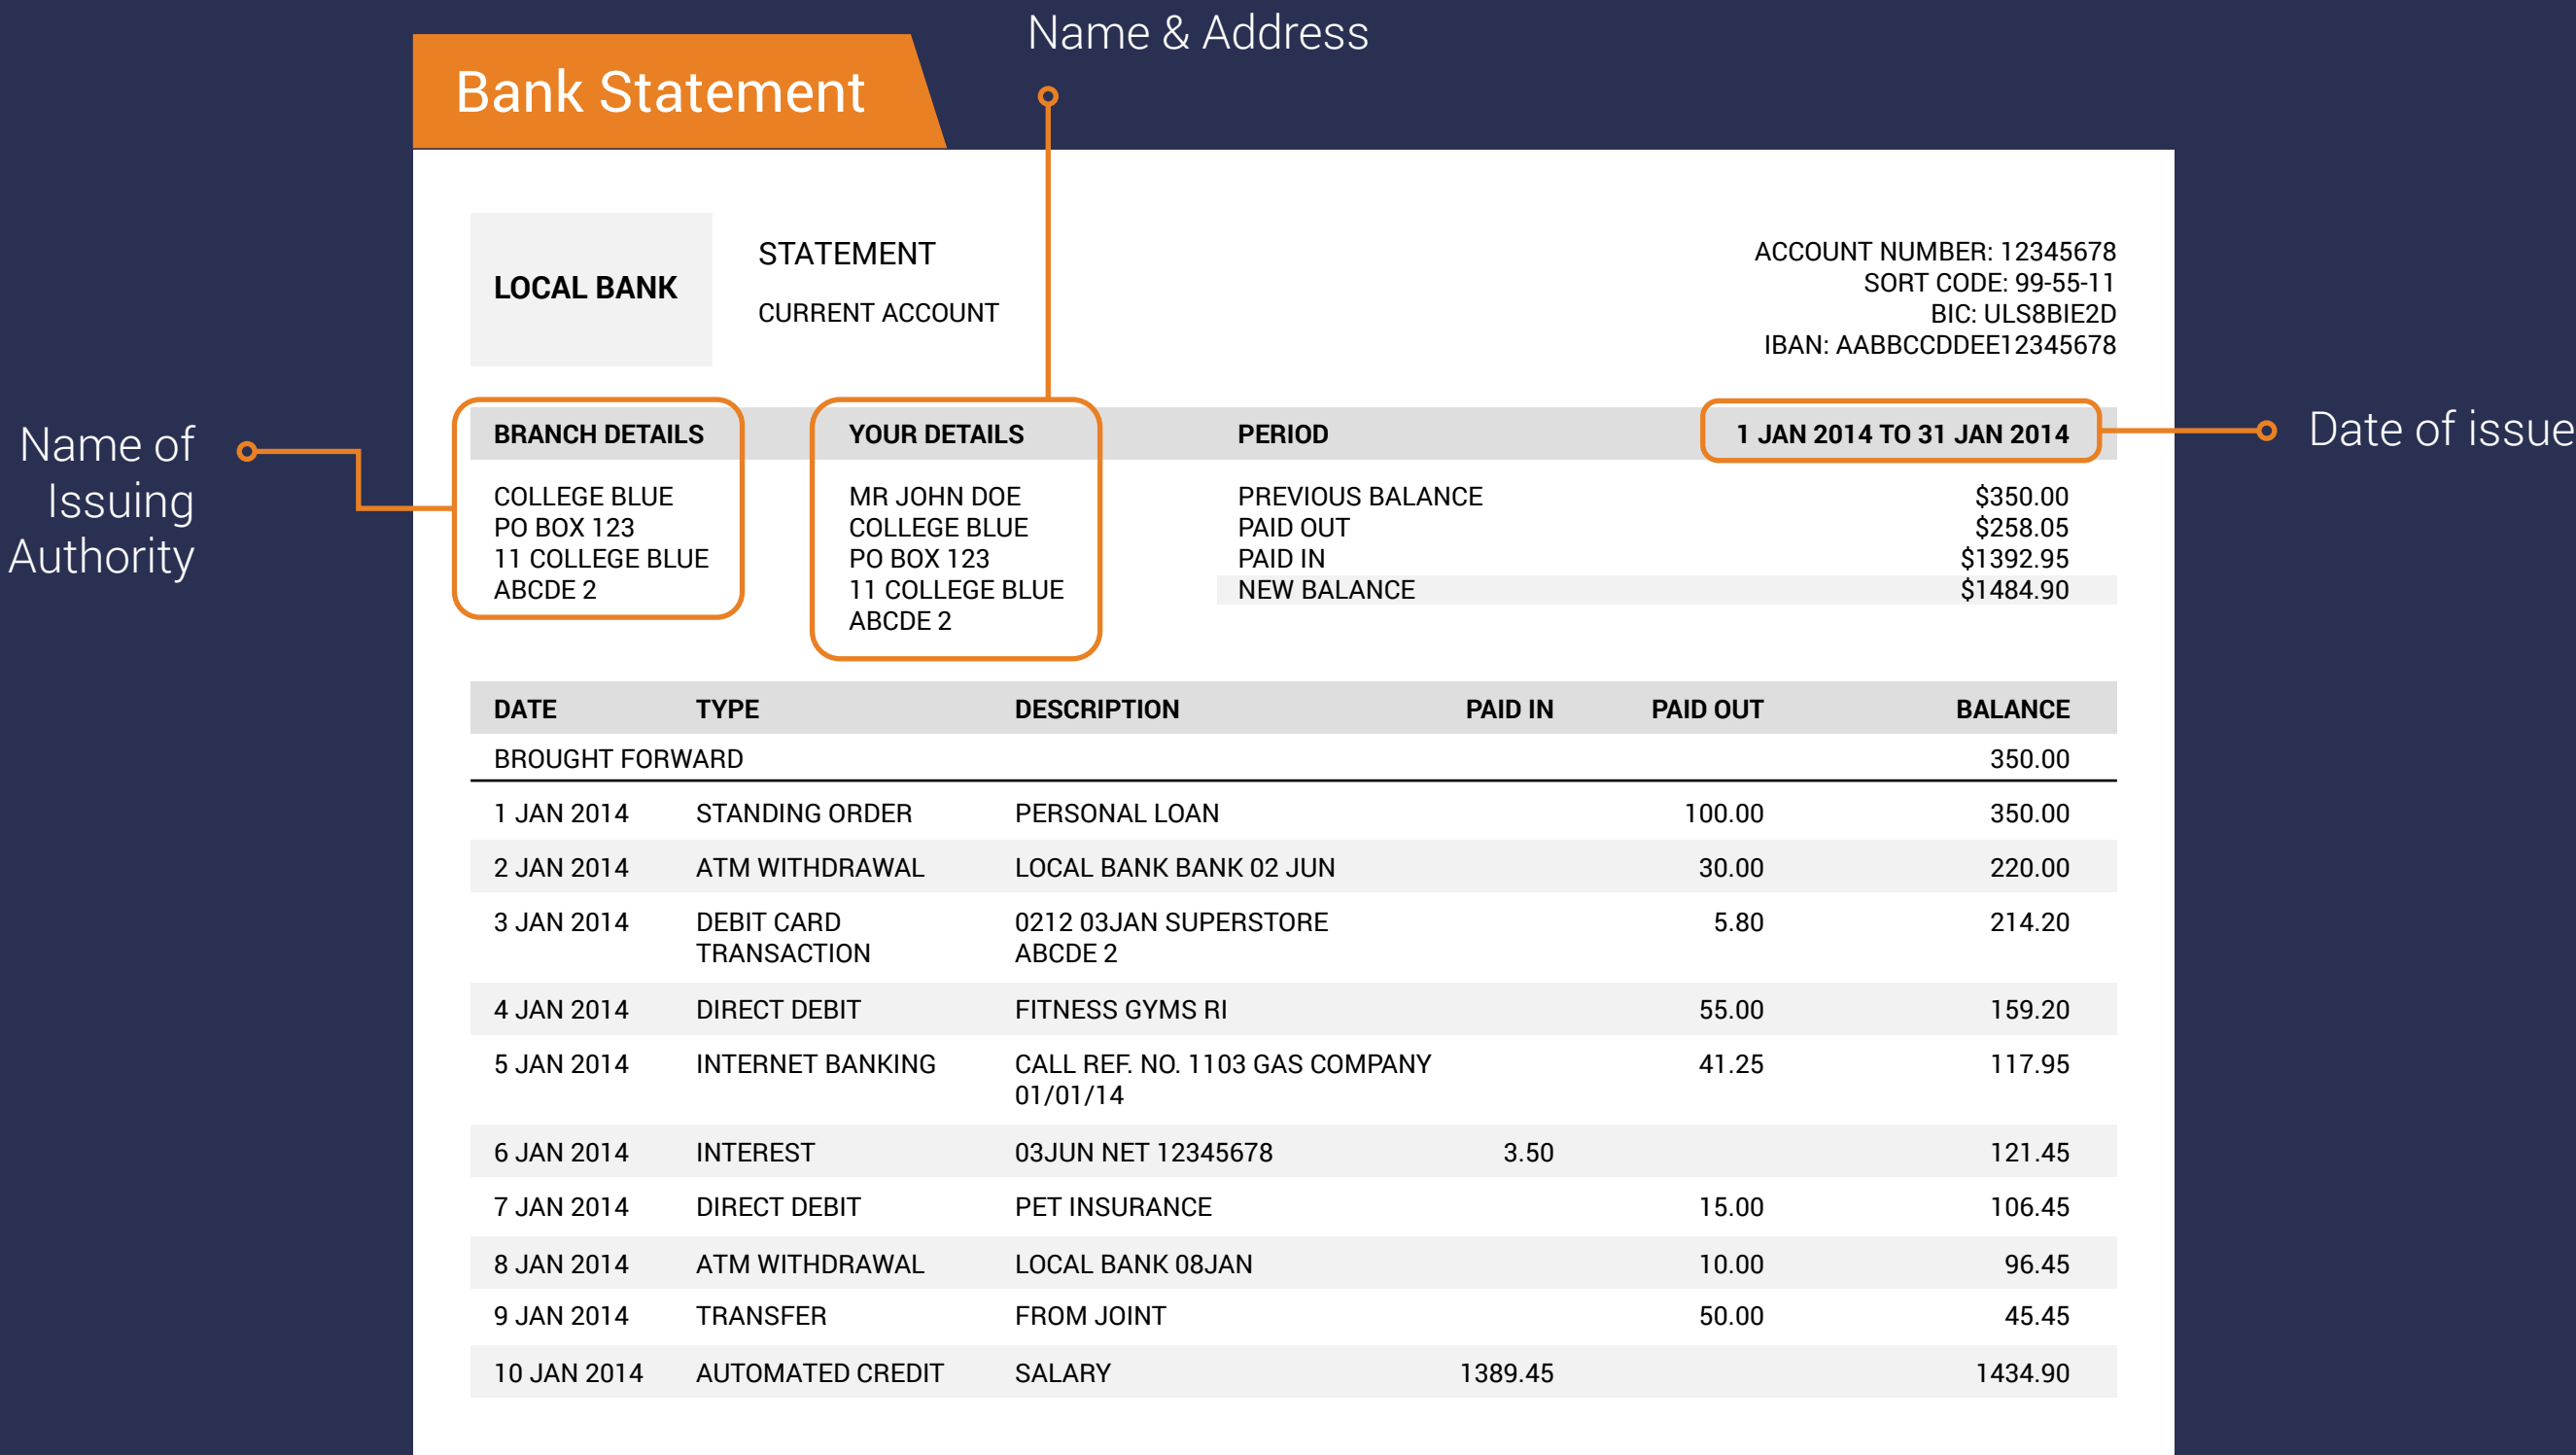 Name & Address
Bank Statement
LOCAL BANK
STATEMENT
CURRENT ACCOUNT
ACCOUNT NUMBER: 12345678
SORT CODE: 99-55-11
BIC: ULS8BIE2D
IBAN: AABBCCDDEE12345678
Name of
Issuing
Authority
BRANCH DETAILS
COLLEGE BLUE
PO BOX 123
11 COLLEGE BLUE
ABCDE 2
YOUR DETAILS
MR JOHN DOE
COLLEGE BLUE
PO BOX 123
11 COLLEGE BLUE
ABCDE 2
PERIOD 1 JAN 2014 TO 31 JAN 2014
PREVIOUS BALANCE $350.00
PAID OUT $258.05
PAID IN $1392.95
NEW BALANCE $1484.90
Date of issue
DATE TYPE DESCRIPTION PAID IN PAID OUT BALANCE
BROUGHT FORWARD 350.00
1 JAN 2014 STANDING ORDER PERSONAL LOAN 100.00 350.00
2 JAN 2014 ATM WITHDRAWAL LOCAL BANK BANK 02 JUN 30.00 220.00
3 JAN 2014 DEBIT CARD 0212 03JAN SUPERSTORE 5.80 214.20
TRANSACTION ABCDE 2
4 JAN 2014 DIRECT DEBIT FITNESS GYMS RI 55.00 159.20
5 JAN 2014 INTERNET BANKING CALL REF. NO. 1103 GAS COMPANY 41.25 117.95
01/01/14
6 JAN 2014 INTEREST 03JUN NET 12345678 3.50 121.45
7 JAN 2014 DIRECT DEBIT PET INSURANCE 15.00 106.45
8 JAN 2014 ATM WITHDRAWAL LOCAL BANK 08JAN 10.00 96.45
9 JAN 2014 TRANSFER FROM JOINT 50.00 45.45
10 JAN 2014 AUTOMATED CREDIT SALARY 1389.45 1434.90